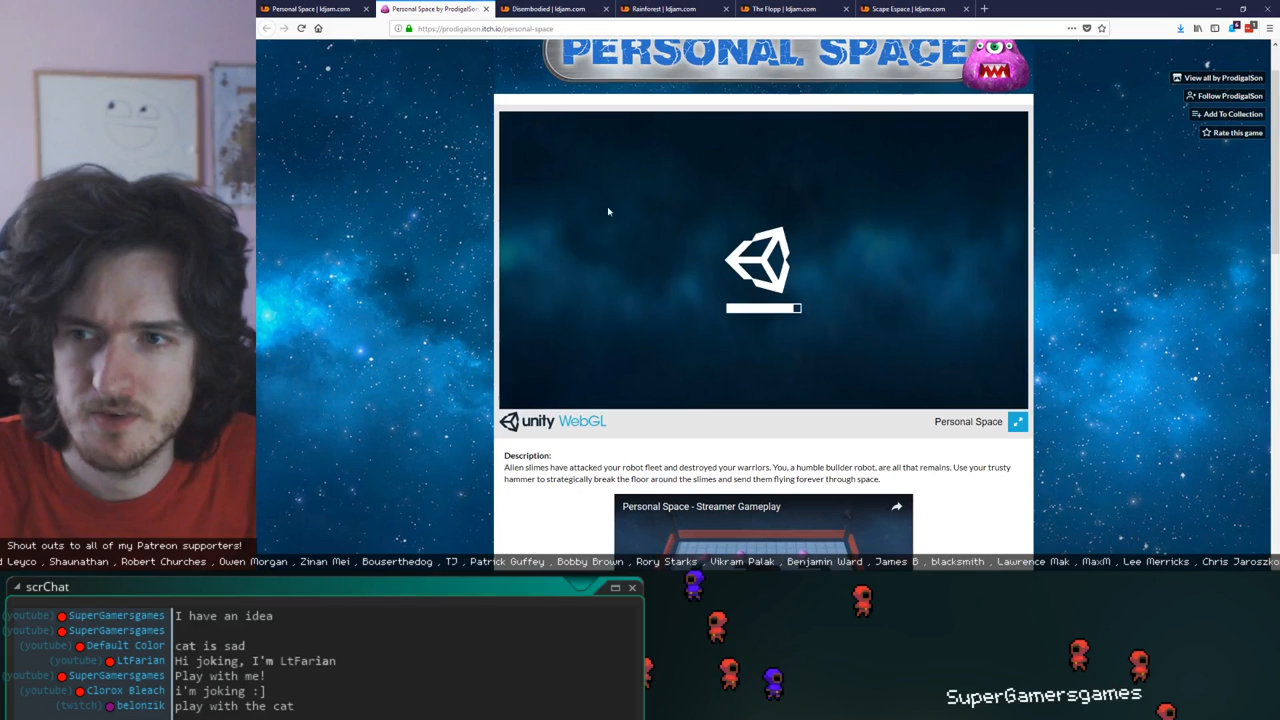 Personal Space | ldjam.com
Personal Space by ProdigalSon
Disembodied | ldjam.com
Rainforest | ldjam.com
The Flopp | ldjam.com
Scape Espace | ldjam.com
https://prodigalson.itch.io/personal-space
PERSONAL SPACE
View all by ProdigalSon
Follow ProdigalSon
Add To Collection
Rate this game
unity WebGL
Personal Space
Description:
Alien slimes have attacked your robot fleet and destroyed your warriors. You, a humble builder robot, are all that remains. Use your trusty
hammer to strategically break the floor around the slimes and send them flying forever through space.
Personal Space - Streamer Gameplay
Shout outs to all of my Patreon supporters!
, Shaunathan , Robert Churches , Owen Morgan , Zinan Mei , Bouserthedog , TJ , Patrick Guffey , Bobby Brown , Rory Starks , Vikram Palak , Benjamin Ward , James B , blacksmith , Lawrence Mak , MaxM , Lee Merricks , Chris Jaroszko
scrChat
(youtube) SuperGamersgames I have an idea
(youtube) SuperGamersgames
(youtube) Default Color cat is sad
(youtube) LtFarian Hi joking, I'm LtFarian
(youtube) SuperGamersgames Play with me!
(youtube) Clorox Bleach i'm joking :]
(twitch) belonzik play with the cat
SuperGamersgames